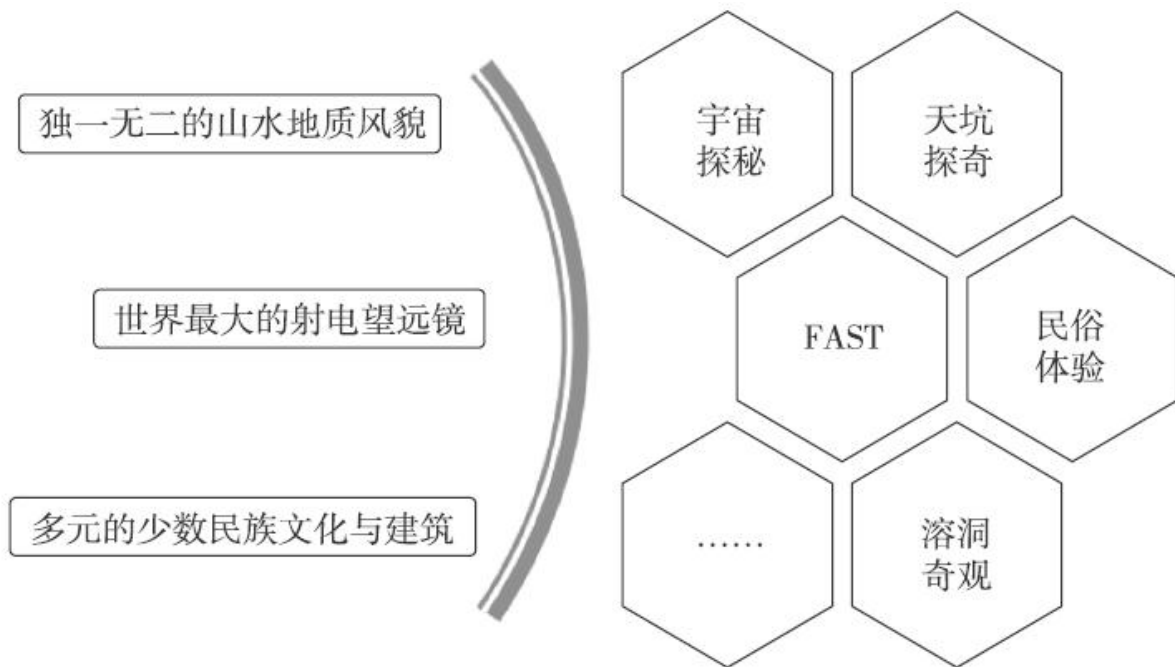 独一无二的山水地质风貌
世界最大的射电望远镜
多元的少数民族文化与建筑
宇宙
探秘
天坑
探奇
FAST
民俗
体验
……
溶洞
奇观